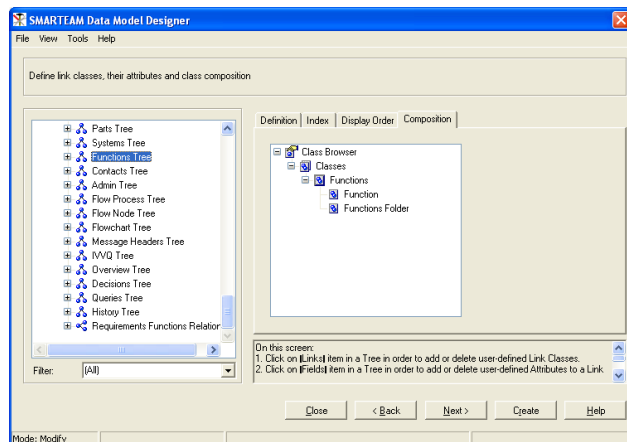 SMARTEAM Data Model Designer
File View Tools Help
Define link classes, their attributes and class composition
Parts Tree
Systems Tree
Functions Tree
Contacts Tree
Admin Tree
Flow Process Tree
Flow Node Tree
Flowchart Tree
Message Headers Tree
IVVQ Tree
Overview Tree
Decisions Tree
Queries Tree
History Tree
Requirements Functions Relation
Filter: (All)
Definition Index Display Order Composition
Class Browser
Classes
Functions
Function
Functions Folder
On this screen:
1. Click on |Links| item in a Tree in order to add or delete user-defined Link Classes.
2. Click on |Fields| item in a Tree in order to add or delete user-defined Attributes to a Link
Close < Back Next > Create Help
Mode: Modify